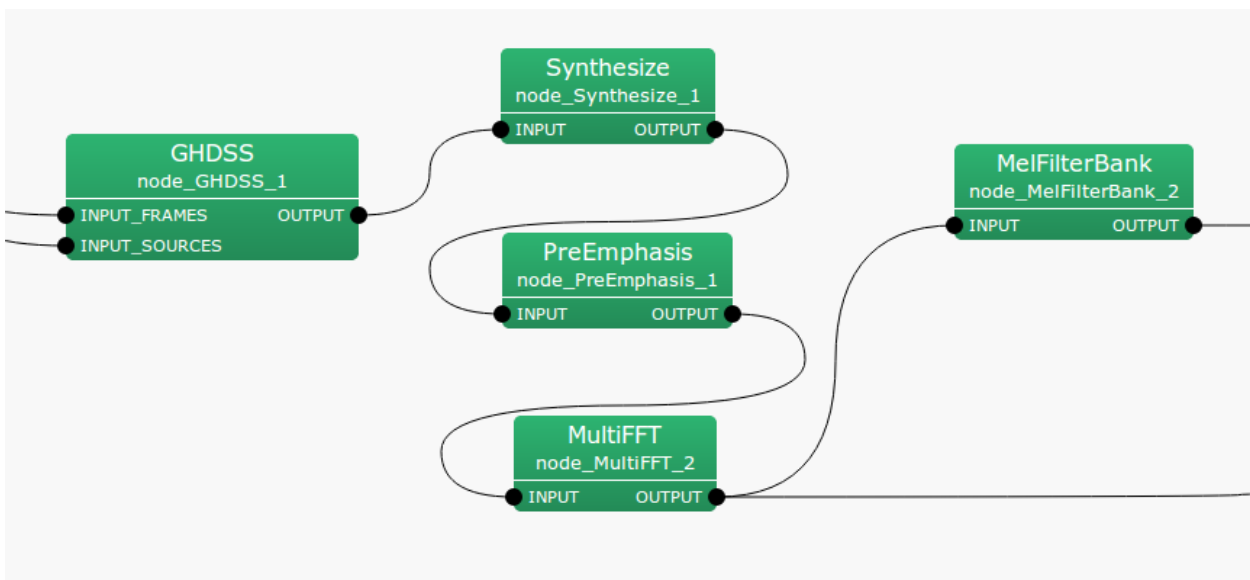 GHDSS
node_GHDSS_1
INPUT_FRAMES OUTPUT
INPUT_SOURCES
Synthesize
node_Synthesize_1
INPUT OUTPUT
PreEmphasis
node_PreEmphasis_1
INPUT OUTPUT
MultiFFT
node_MultiFFT_2
INPUT OUTPUT
MelFilterBank
node_MelFilterBank_2
INPUT OUTPUT